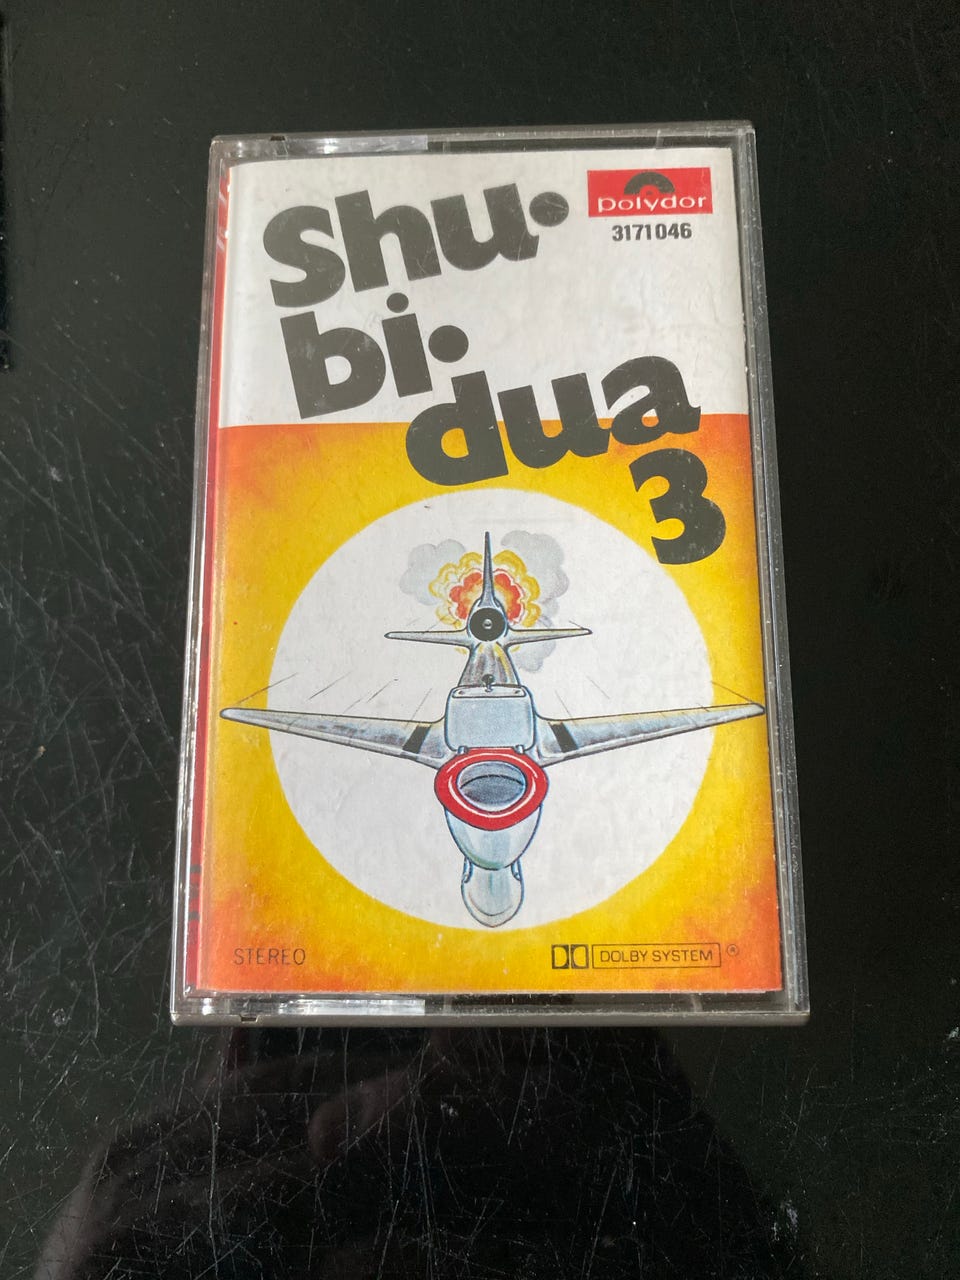 shu·
bi·
dua
3
polydor
3171046
STEREO
DOLBY SYSTEM ®